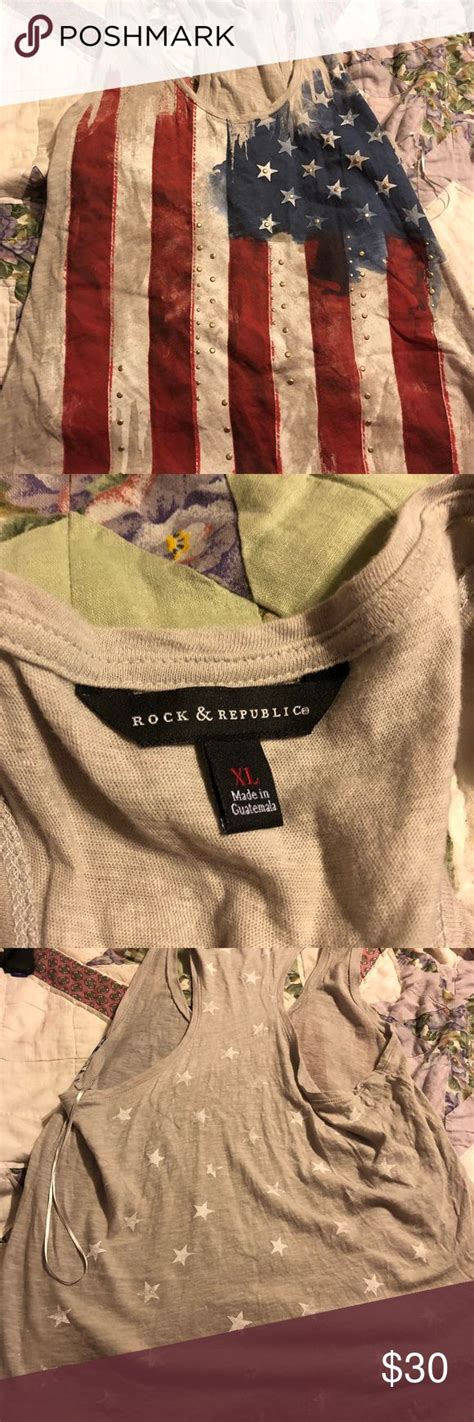 POSHMARK
ROCK & REPUBLIC®
XL
Made in
Guatemala
$30